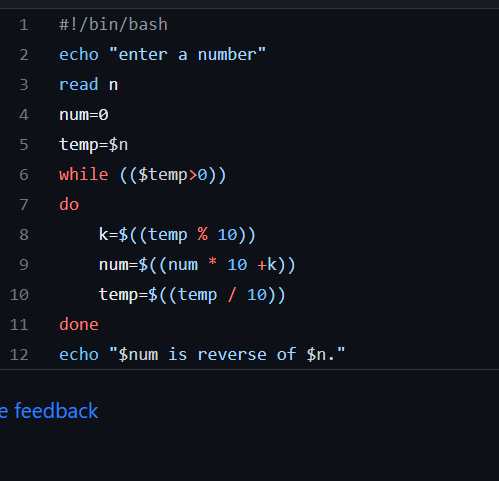 1 #!/bin/bash
2 echo "enter a number"
3 read n
4 num=0
5 temp=$n
6 while (($temp>0))
7 do
8     k=$((temp % 10))
9     num=$((num * 10 +k))
10     temp=$((temp / 10))
11 done
12 echo "$num is reverse of $n."
e feedback